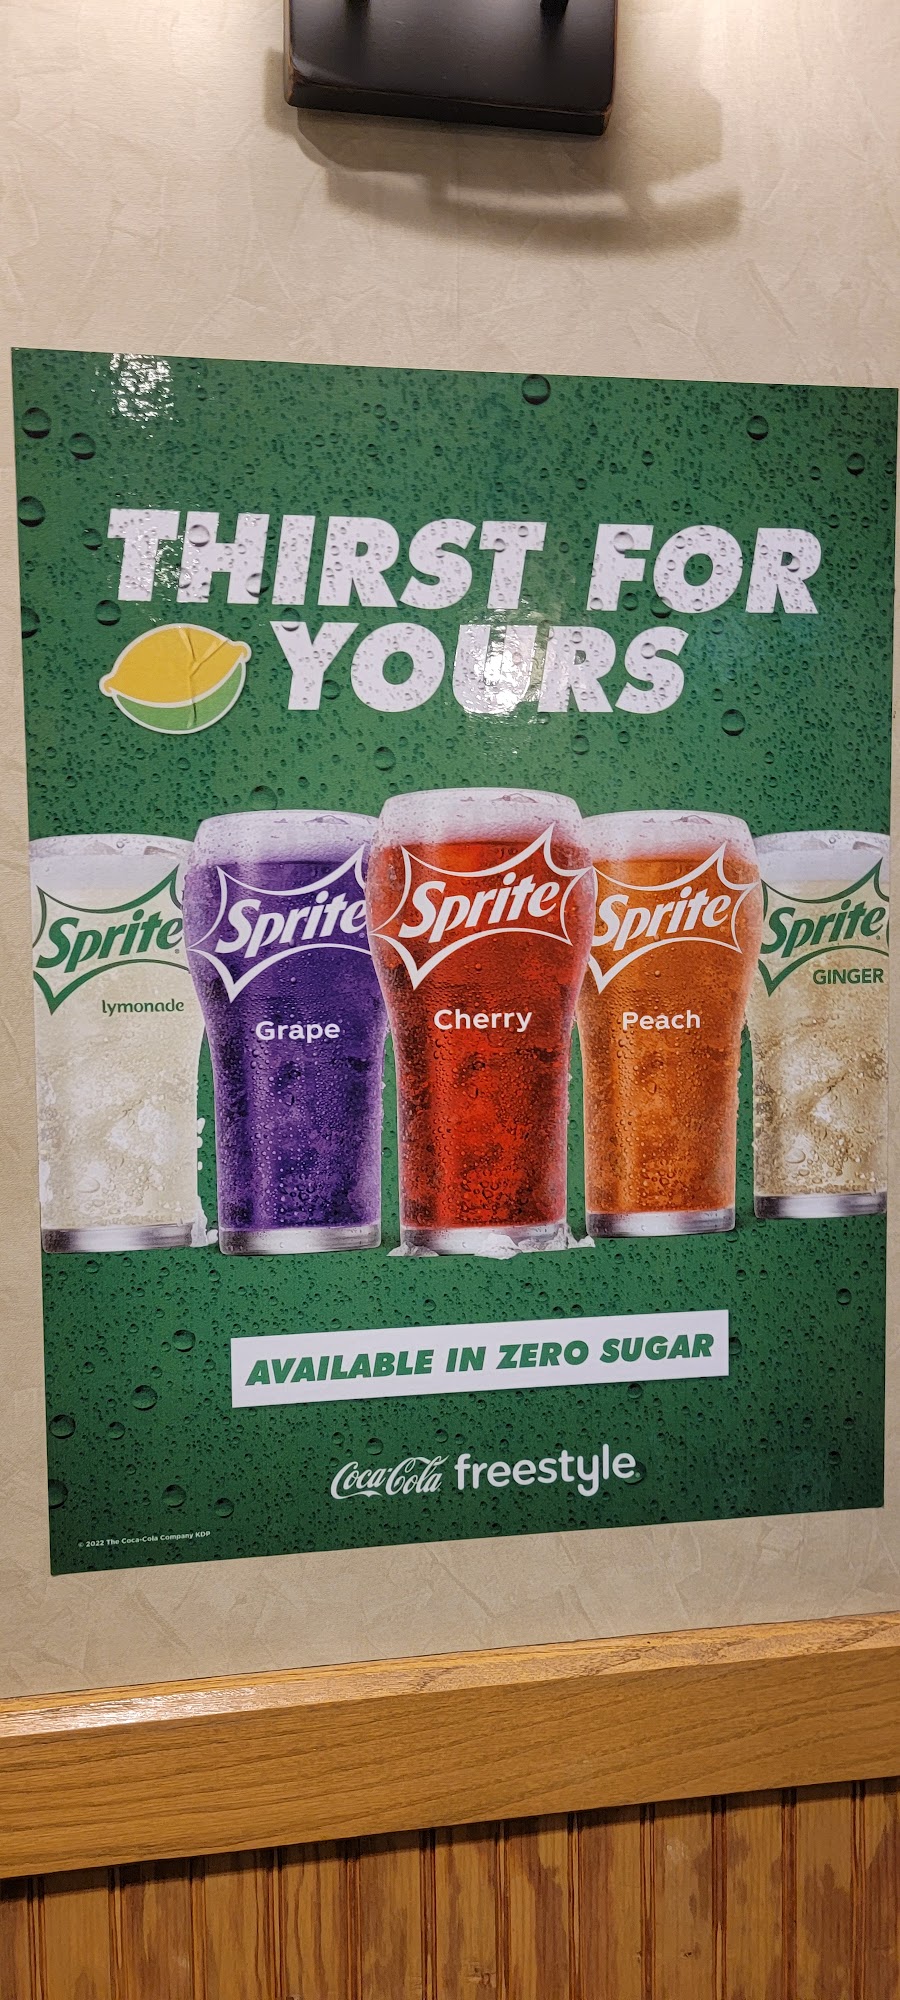 THIRST FOR
YOURS
Sprite
lymonade
Sprite
Grape
Sprite
Cherry
Sprite
Peach
Sprite
GINGER
AVAILABLE IN ZERO SUGAR
Coca-Cola freestyle
© 2022 The Coca-Cola Company KDP